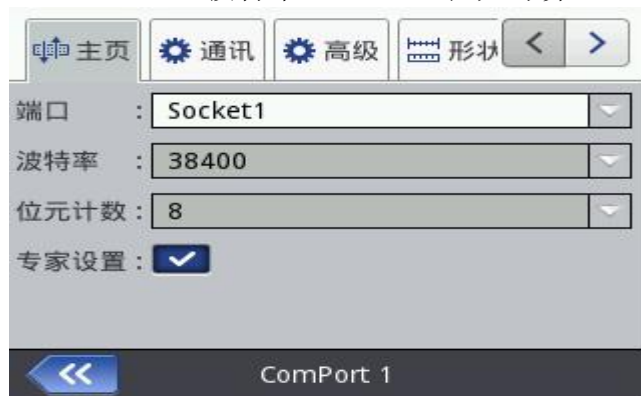 主页 通讯 高级 形状
端口 : Socket1
波特率 : 38400
位元计数 : 8
专家设置 :
ComPort 1